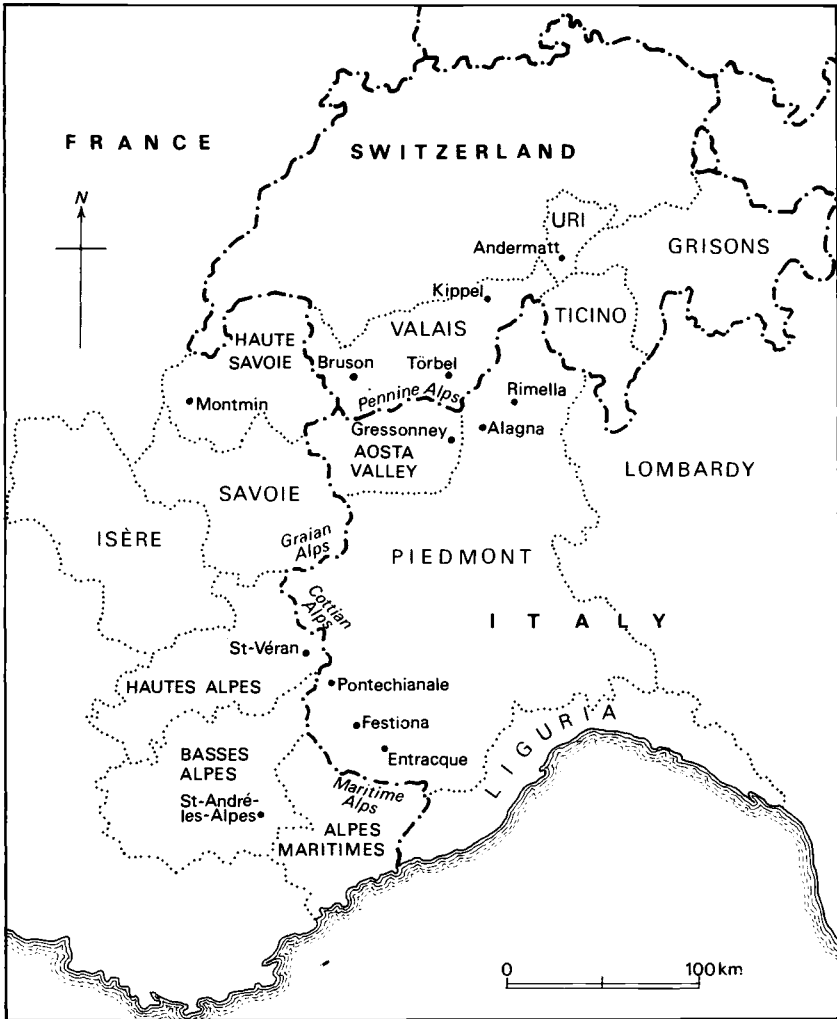 FRANCE
SWITZERLAND
N
URI
Andermatt
GRISONS
Kippel
VALAIS
TICINO
HAUTE
SAVOIE
Bruson
Törbel
Pennine Alps
Rimella
Montmin
Gressonney
Alagna
AOSTA
VALLEY
LOMBARDY
SAVOIE
ISÈRE
Graian
Alps
PIEDMONT
Cottian
Alps
ITALY
St-Véran
HAUTES ALPES
Pontechianale
Festiona
LIGURIA
Entracque
BASSES
ALPES
Maritime
Alps
St-André-
les-Alpes
ALPES
MARITIMES
0 100 km